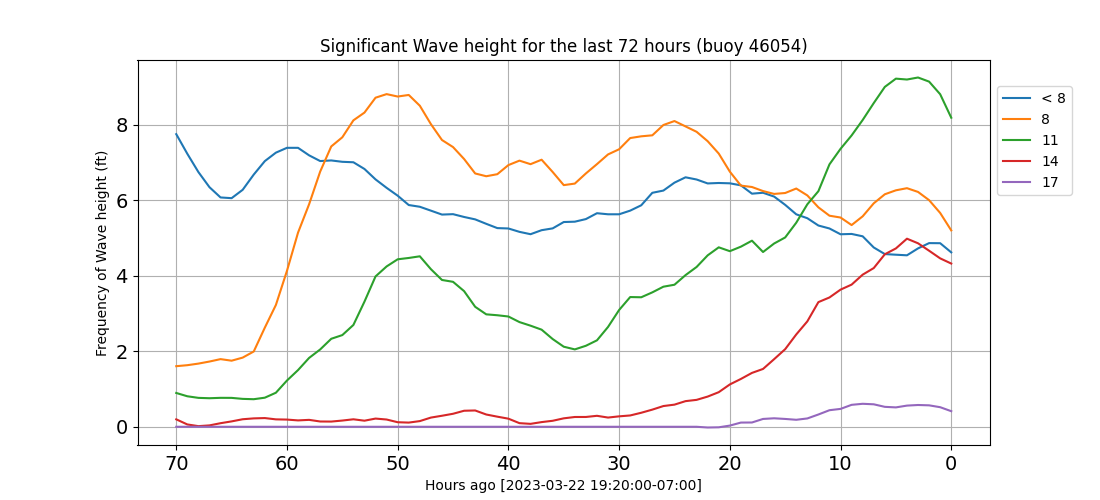 Significant Wave height for the last 72 hours (buoy 46054)
Frequency of Wave height (ft)
8
6
4
2
0
70 60 50 40 30 20 10 0
Hours ago [2023-03-22 19:20:00-07:00]
< 8
8
11
14
17